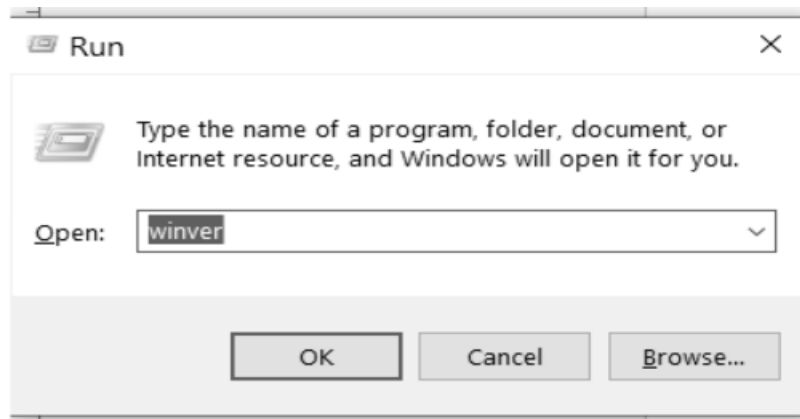 Run
Type the name of a program, folder, document, or
Internet resource, and Windows will open it for you.
Open: winver
OK Cancel Browse...